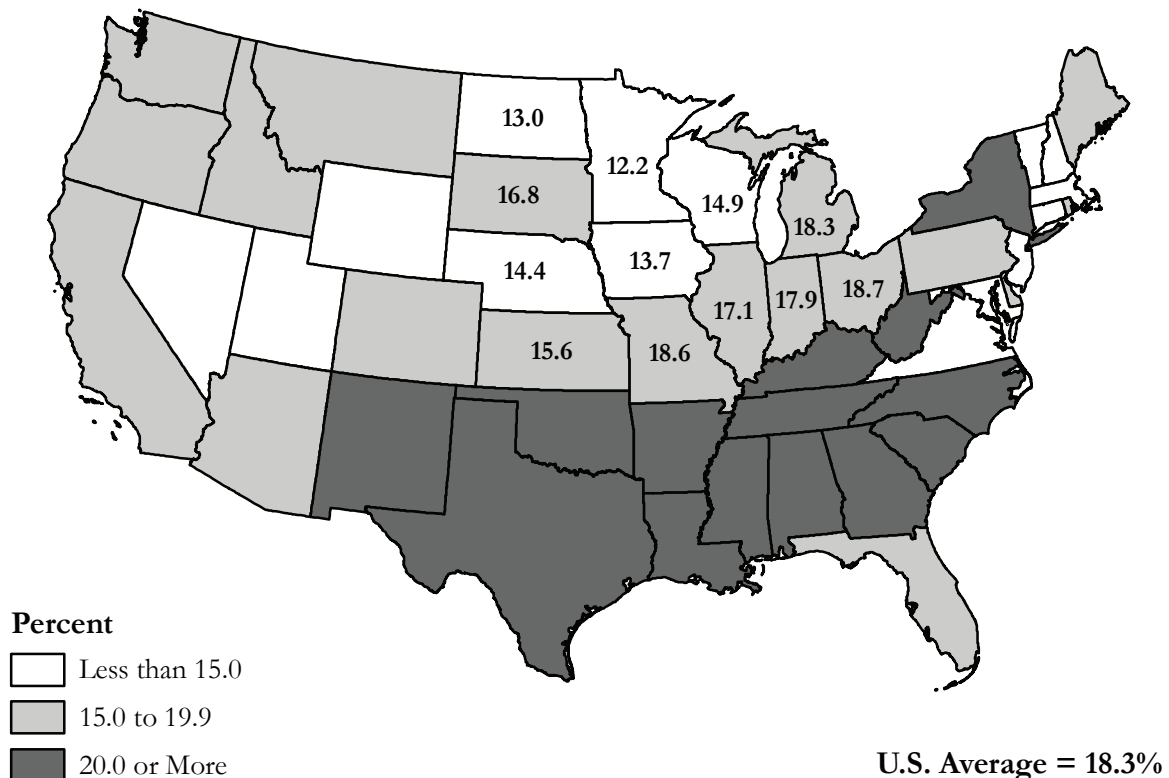 13.0
12.2
16.8
14.9
18.3
14.4
13.7
17.1
17.9
18.7
15.6
18.6
Percent
Less than 15.0
15.0 to 19.9
20.0 or More
U.S. Average = 18.3%